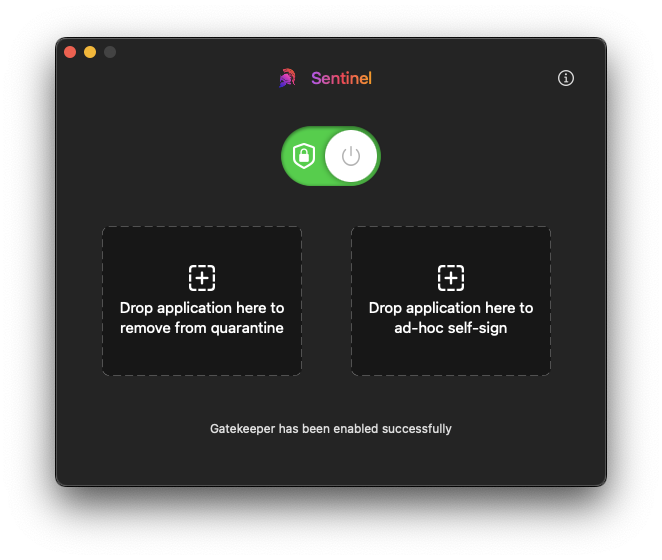 Sentinel
Drop application here to
remove from quarantine
Drop application here to
ad-hoc self-sign
Gatekeeper has been enabled successfully